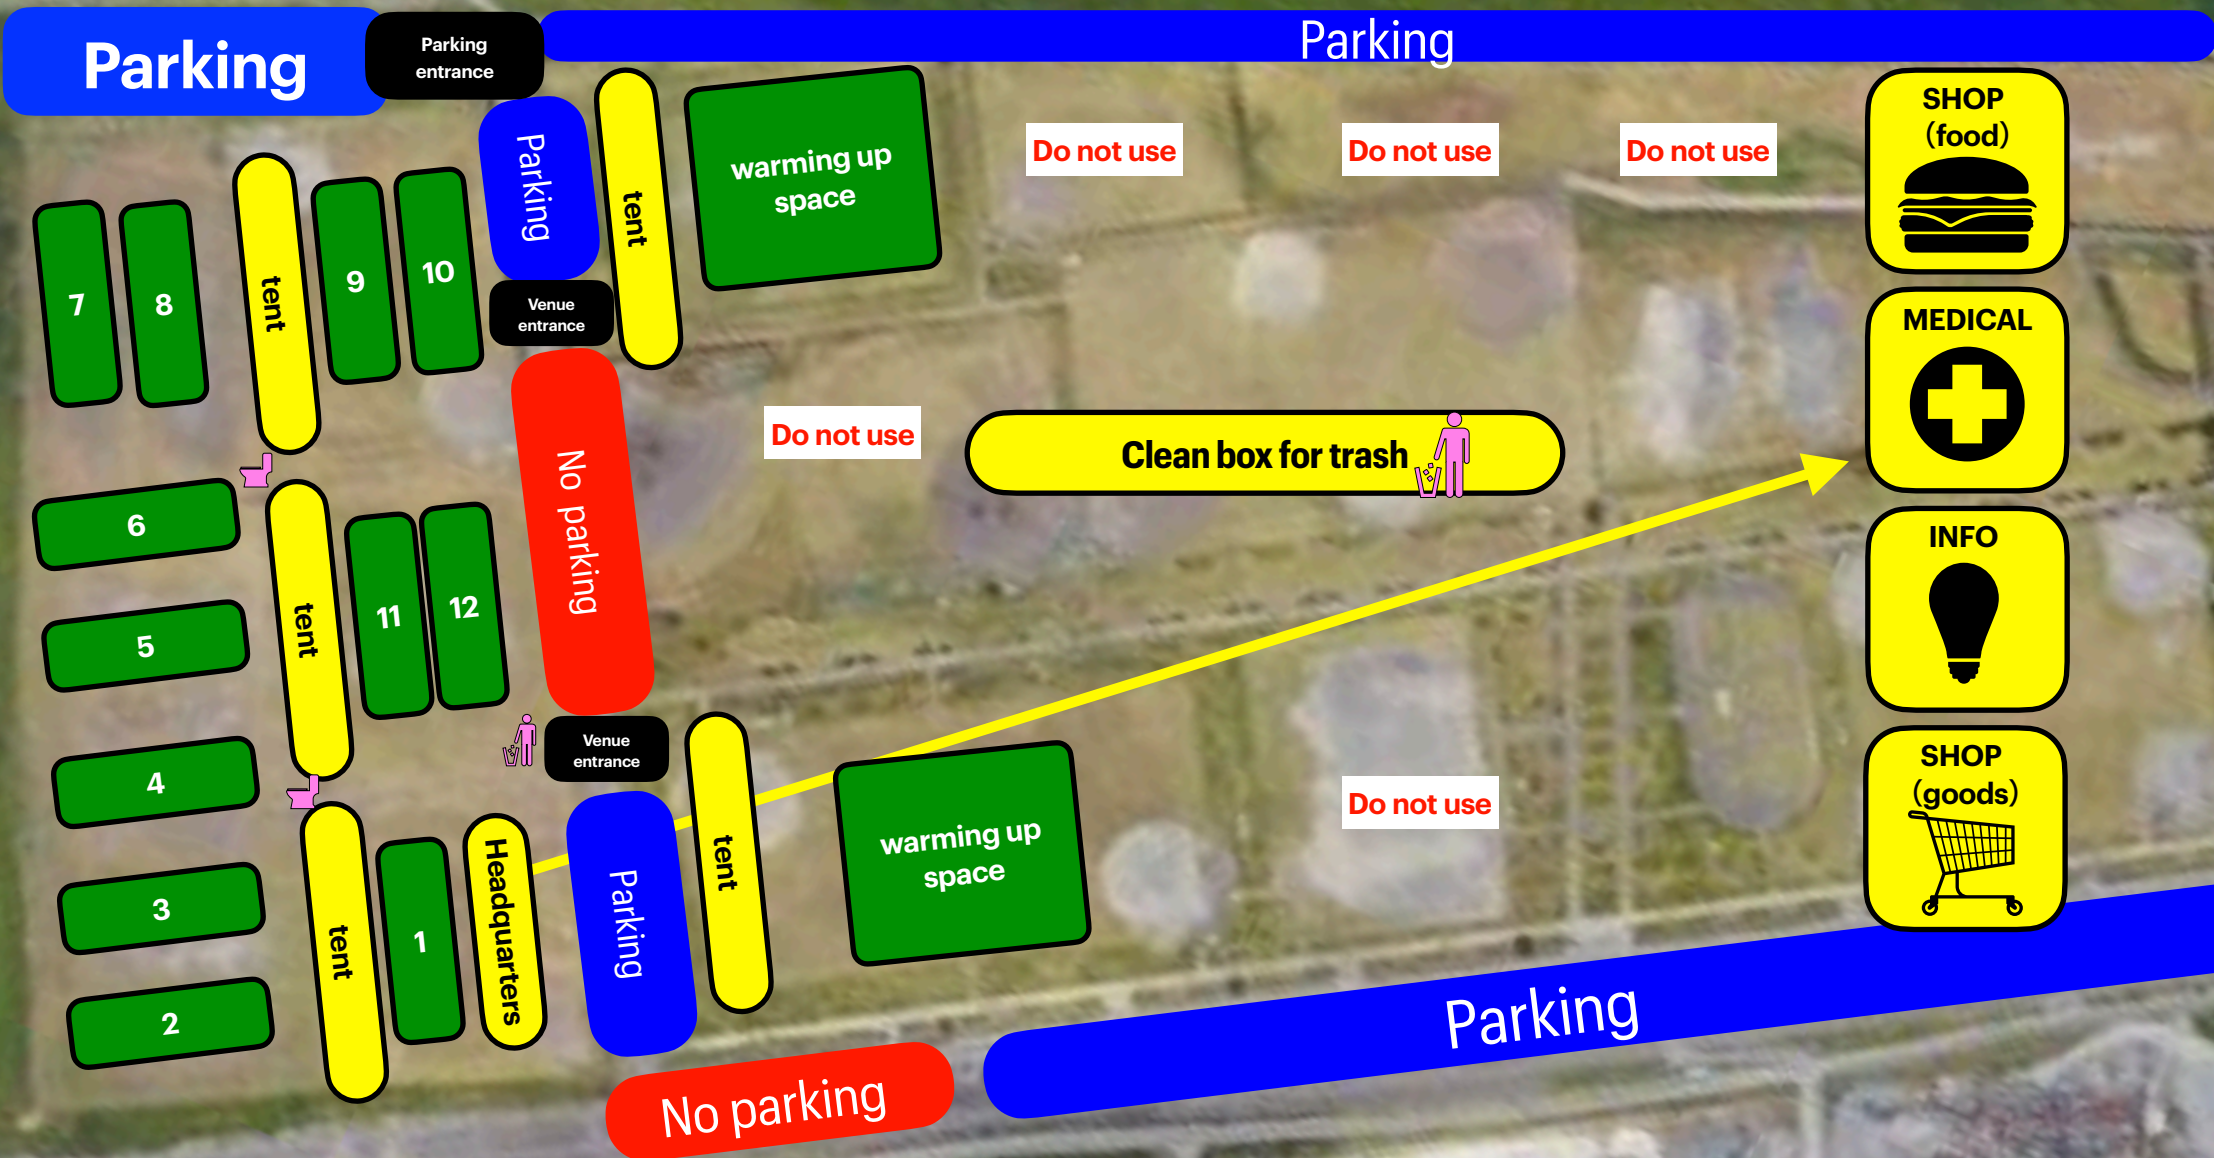 Parking
Parking
entrance
Parking
Parking
tent
warming up
space
Do not use
Do not use
Do not use
SHOP
（food）
7
8
tent
9
10
Venue
entrance
MEDICAL
No parking
Do not use
Clean box for trash
6
5
tent
11
12
INFO
4
Venue
entrance
SHOP
（goods）
3
2
tent
1
Headquarters
Parking
tent
warming up
space
Do not use
Parking
No parking